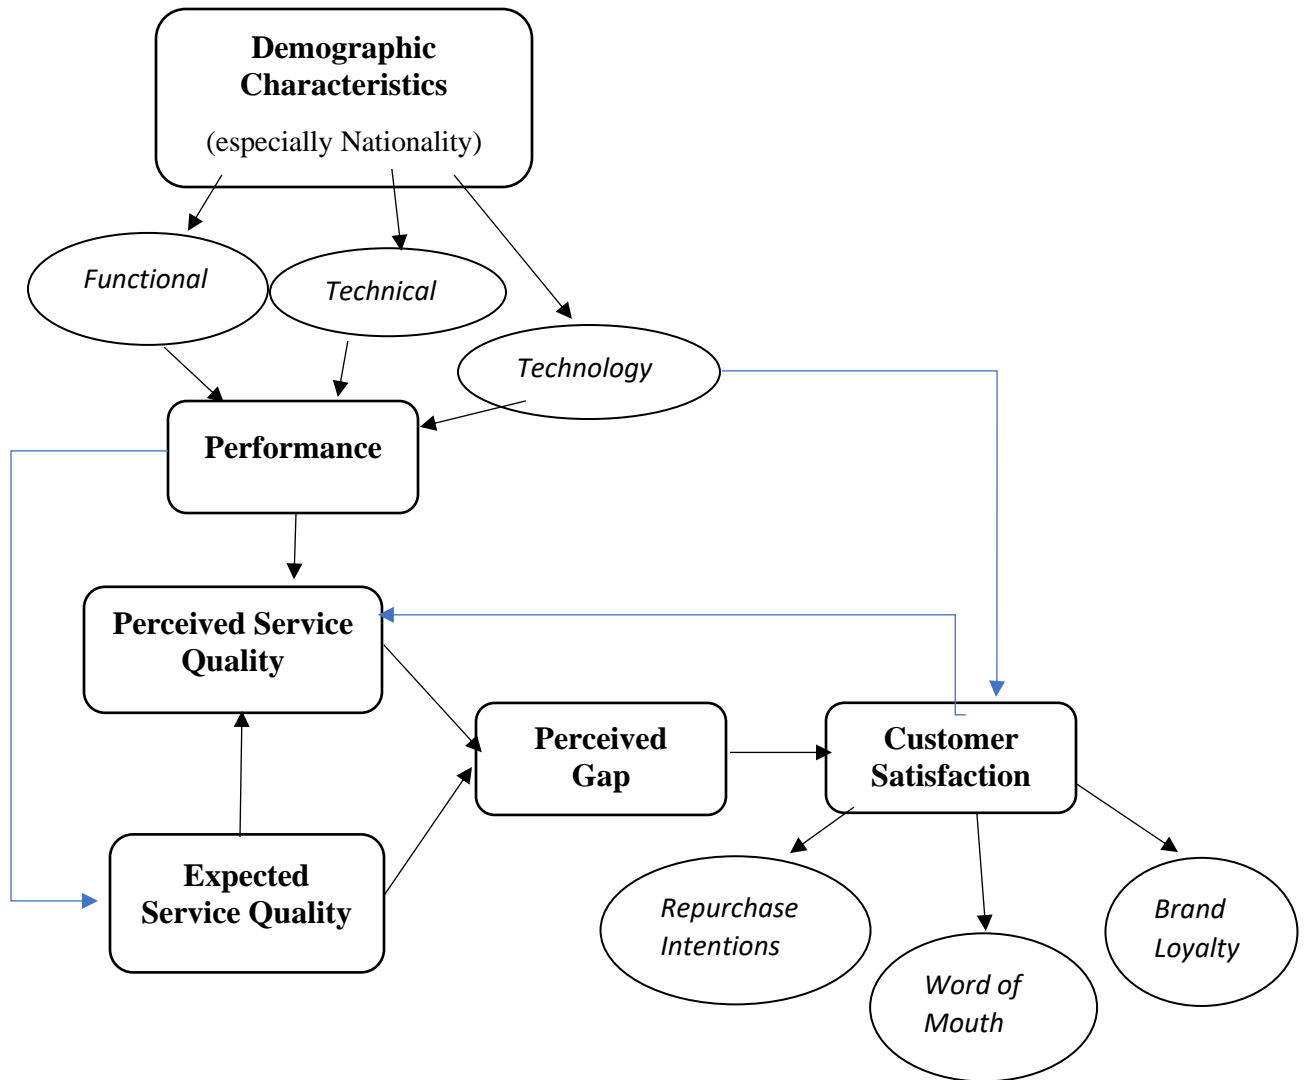 Demographic
Characteristics
(especially Nationality)
Functional
Technical
Technology
Performance
Perceived Service
Quality
Perceived
Gap
Customer
Satisfaction
Expected
Service Quality
Repurchase
Intentions
Word of
Mouth
Brand
Loyalty